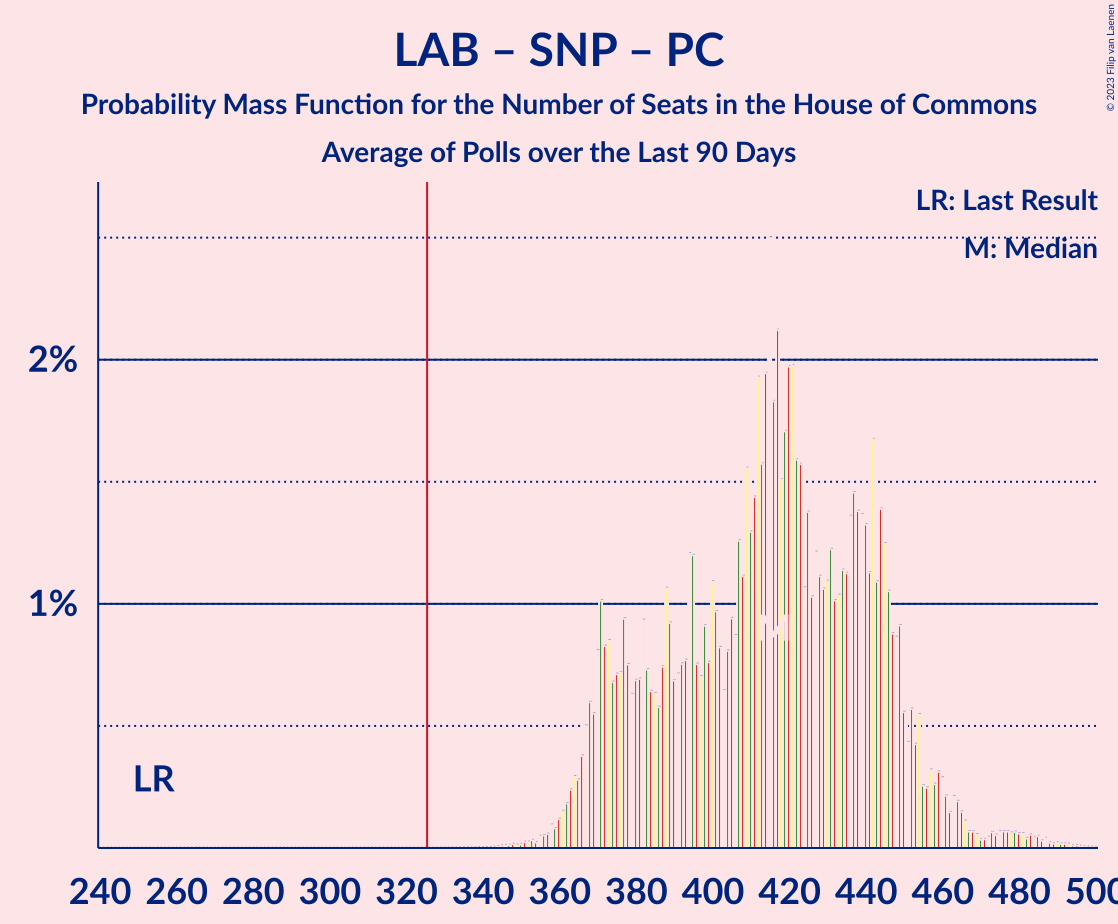 LAB – SNP – PC
Probability Mass Function for the Number of Seats in the House of Commons
Average of Polls over the Last 90 Days
© 2023 Filip van Laenen
LR: Last Result
M: Median
2%
1%
LR
M
240 260 280 300 320 340 360 380 400 420 440 460 480 500